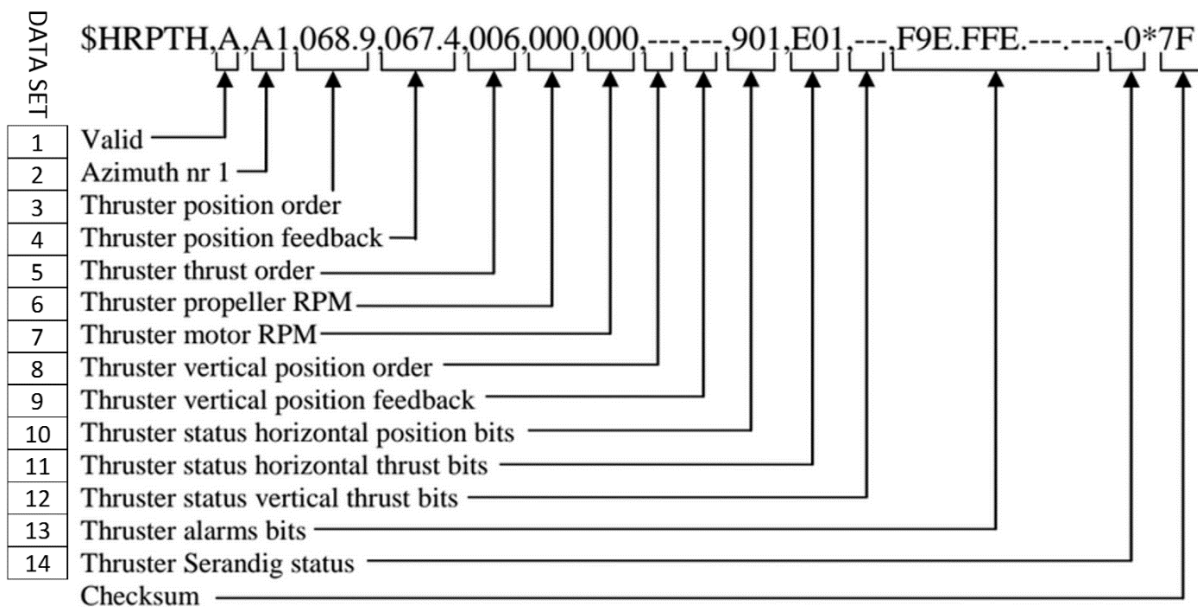 DATA SET
$HRPTH,A,A1,068.9,067.4,006,000,000,---,---,901,E01,---,F9E.FFE.---.---,-0*7F
1 Valid
2 Azimuth nr 1
3 Thruster position order
4 Thruster position feedback
5 Thruster thrust order
6 Thruster propeller RPM
7 Thruster motor RPM
8 Thruster vertical position order
9 Thruster vertical position feedback
10 Thruster status horizontal position bits
11 Thruster status horizontal thrust bits
12 Thruster status vertical thrust bits
13 Thruster alarms bits
14 Thruster Serandig status
Checksum